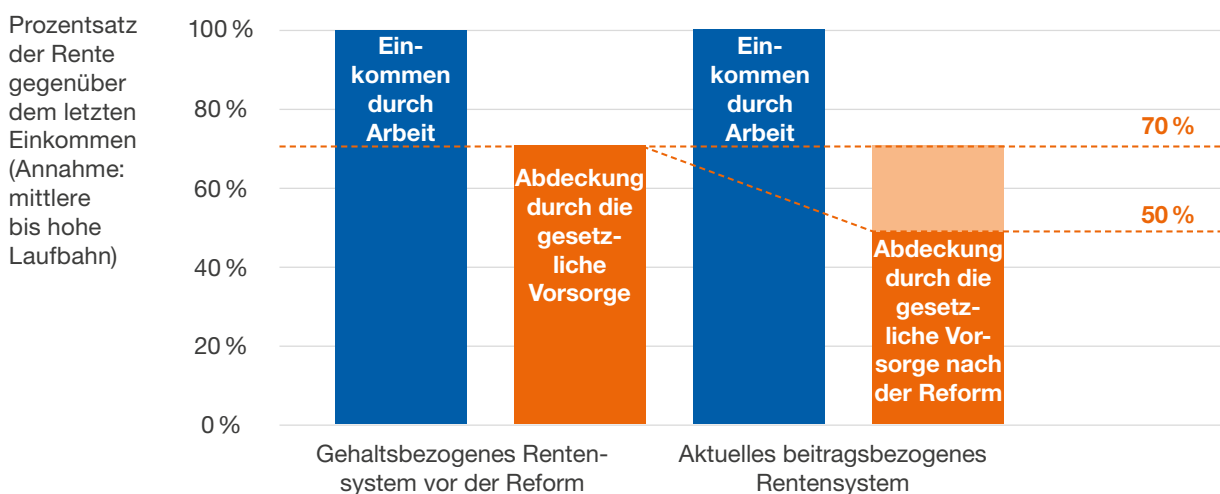 Prozentsatz
der Rente
gegenüber
dem letzten
Einkommen
(Annahme:
mittlere
bis hohe
Laufbahn)
100 %
80 %
60 %
40 %
20 %
0 %
Ein-
kommen
durch
Arbeit
Abdeckung
durch die
gesetz-
liche
Vorsorge
Ein-
kommen
durch
Arbeit
Abdeckung
durch die
gesetz-
liche Vor-
sorge nach
der Reform
70 %
50 %
Gehaltsbezogenes Renten-
system vor der Reform
Aktuelles beitragsbezogenes
Rentensystem